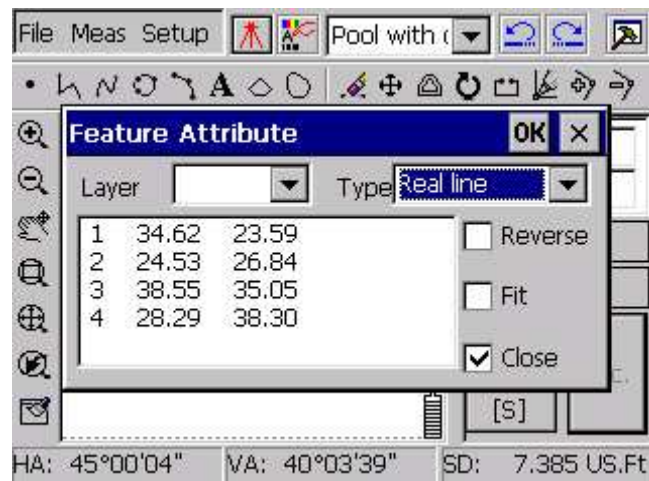 File Meas Setup Pool with
A
Feature Attribute OK ×
Layer Type Real line
1 34.62 23.59
2 24.53 26.84
3 38.55 35.05
4 28.29 38.30
Reverse
Fit
Close
[S]
HA: 45°00'04" VA: 40°03'39" SD: 7.385 US.Ft